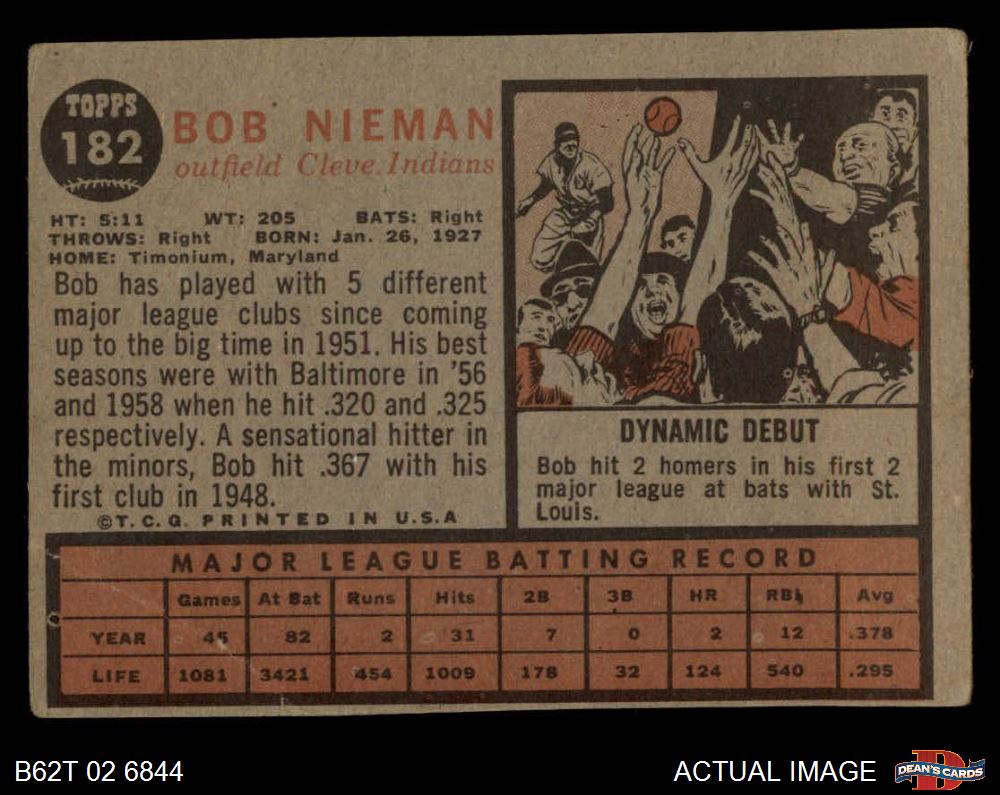 TOPPS
182
BOB NIEMAN
outfield Cleve. Indians
HT: 5:11 WT: 205 BATS: Right
THROWS: Right BORN: Jan. 26, 1927
HOME: Timonium, Maryland
Bob has played with 5 different
major league clubs since coming
up to the big time in 1951. His best
seasons were with Baltimore in '56
and 1958 when he hit .320 and .325
respectively. A sensational hitter in
the minors, Bob hit .367 with his
first club in 1948.
©T.C.G. PRINTED IN U.S.A
DYNAMIC DEBUT
Bob hit 2 homers in his first 2
major league at bats with St.
Louis.
MAJOR LEAGUE BATTING RECORD
Games At Bat Runs Hits 2B 3B HR RBI Avg
YEAR 45 82 2 31 7 0 2 12 .378
LIFE 1081 3421 454 1009 178 32 124 540 .295
B62T 02 6844
ACTUAL IMAGE
D
DEAN'S CARDS